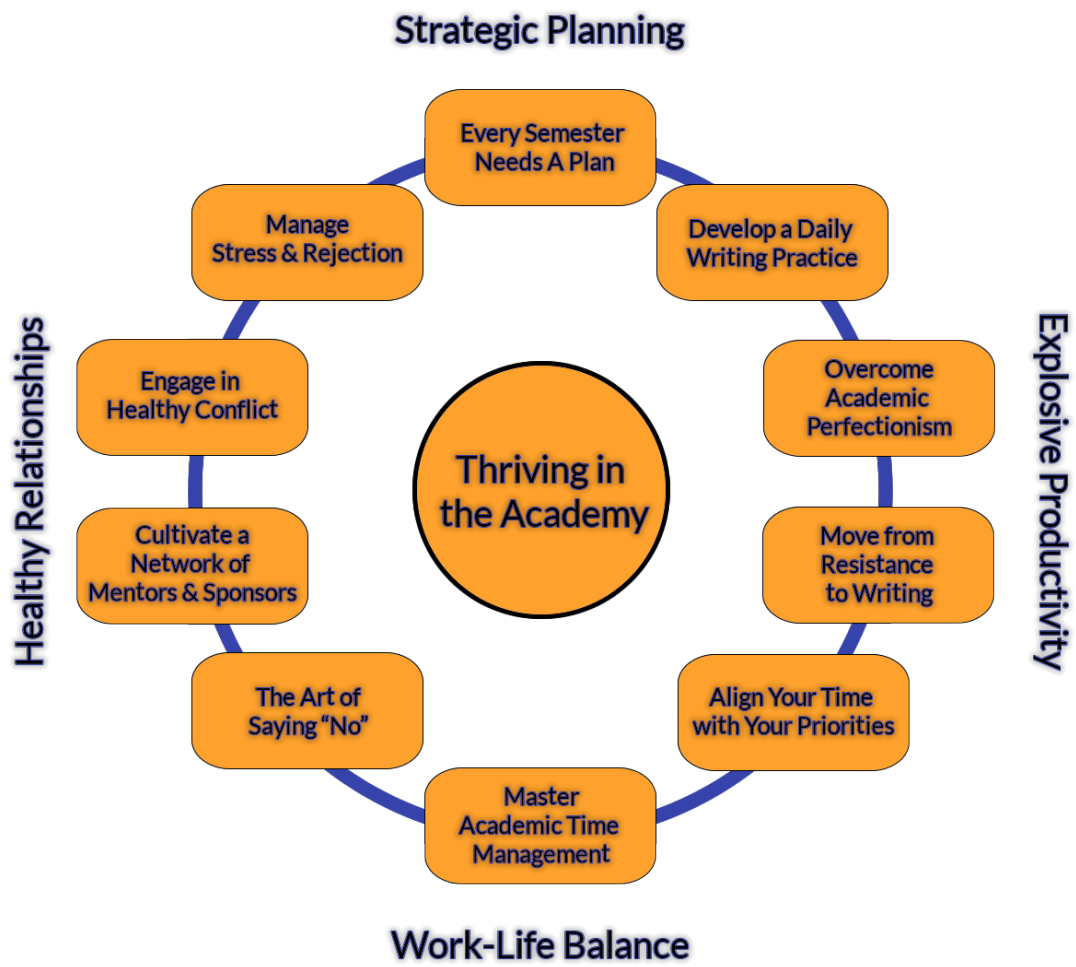 Strategic Planning
Every Semester
Needs A Plan
Develop a Daily
Writing Practice
Overcome
Academic
Perfectionism
Move from
Resistance
to Writing
Align Your Time
with Your Priorities
Master
Academic Time
Management
The Art of
Saying “No”
Cultivate a
Network of
Mentors & Sponsors
Engage in
Healthy Conflict
Manage
Stress & Rejection
Thriving in
the Academy
Explosive Productivity
Work-Life Balance
Healthy Relationships